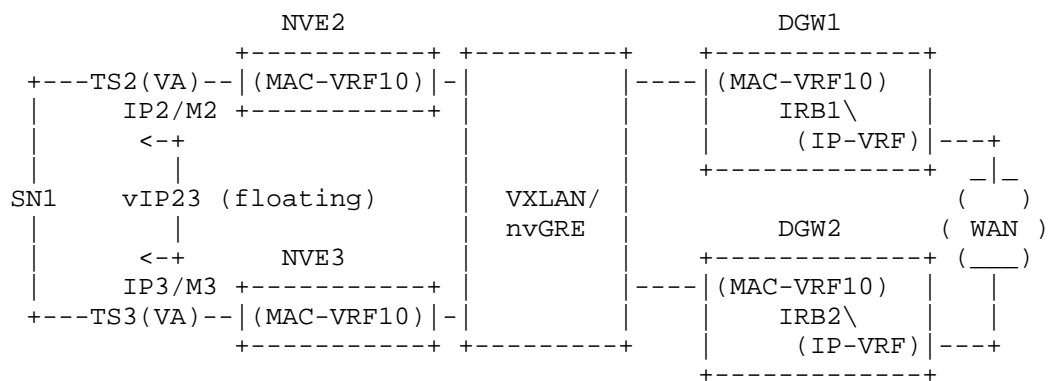 NVE2                                DGW1
                  +-----------+ +---------+    +-------------+
  +---TS2(VA)--|(MAC-VRF10)|-|         |----|(MAC-VRF10)  |
  |      IP2/M2 +-----------+ |         |    |     IRB1\   |
  |       <-+                 |         |    |      (IP-VRF)|---+
  |         |                 |         |    +-------------+  _|_
 SN1     vIP23 (floating)     | VXLAN/  |                    (   )
  |         |                 | nvGRE   |         DGW2      ( WAN )
  |       <-+      NVE3       |         |    +-------------+ (___)
  |      IP3/M3 +-----------+ |         |----|(MAC-VRF10)  |   |
  +---TS3(VA)--|(MAC-VRF10)|-|         |    |     IRB2\   |   |
                +-----------+ +---------+    |      (IP-VRF)|---+
                                             +-------------+